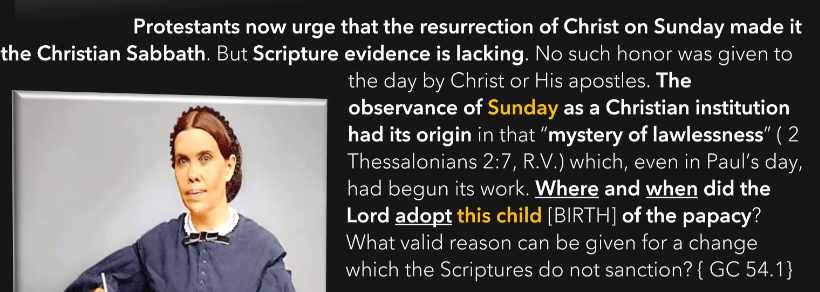 Protestants now urge that the resurrection of Christ on Sunday made it
the Christian Sabbath. But Scripture evidence is lacking. No such honor was given to
the day by Christ or His apostles. The
observance of Sunday as a Christian institution
had its origin in that “mystery of lawlessness” ( 2
Thessalonians 2:7, R.V.) which, even in Paul’s day,
had begun its work. Where and when did the
Lord adopt this child [BIRTH] of the papacy?
What valid reason can be given for a change
which the Scriptures do not sanction? { GC 54.1}